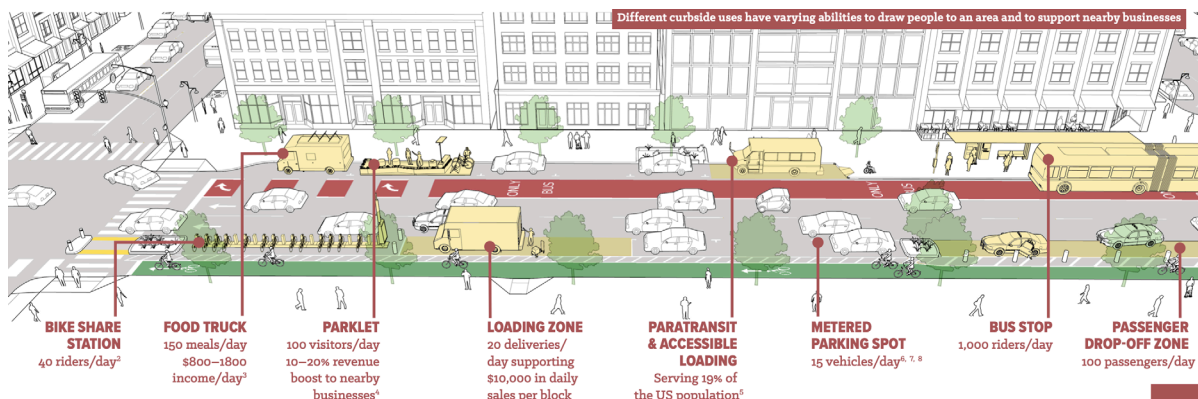 Different curbside uses have varying abilities to draw people to an area and to support nearby businesses
ONLY
BUS
ONLY
BUS
BIKE SHARE
STATION
40 riders/day²
FOOD TRUCK
150 meals/day
$800–1800
income/day³
PARKLET
100 visitors/day
10–20% revenue
boost to nearby
businesses⁴
LOADING ZONE
20 deliveries/
day supporting
$10,000 in daily
sales per block
PARATRANSIT
& ACCESSIBLE
LOADING
Serving 19% of
the US population⁵
METERED
PARKING SPOT
15 vehicles/day⁶, ⁷, ⁸
BUS STOP
1,000 riders/day
PASSENGER
DROP-OFF ZONE
100 passengers/day